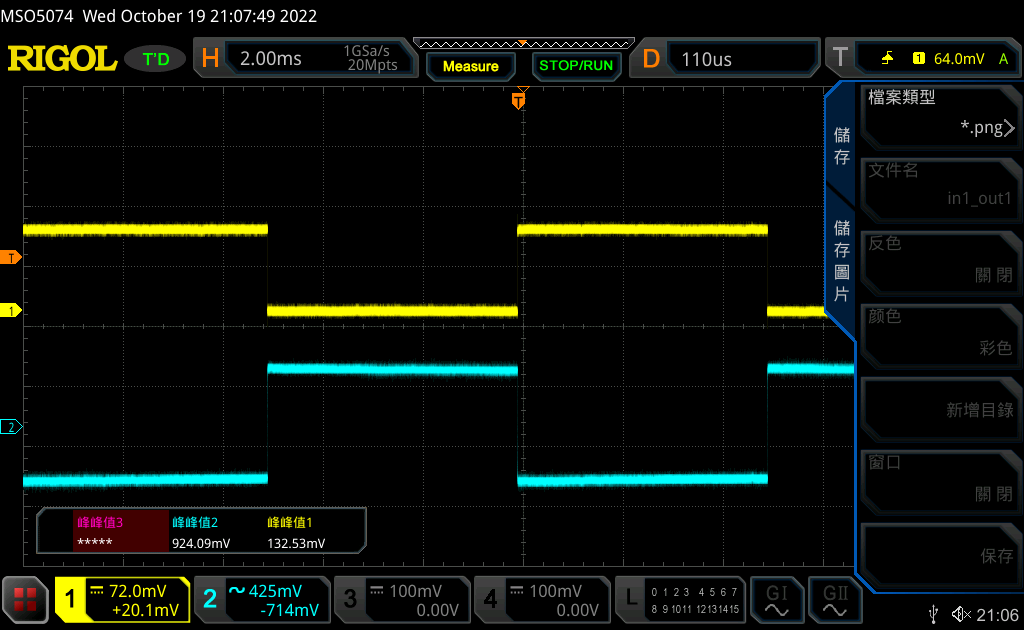 MSO5074 Wed October 19 21:07:49 2022
RIGOL T'D H 2.00ms 1GSa/s 20Mpts Measure STOP/RUN D 110us T 1 64.0mV A
T
檔案類型
*.png
儲存
文件名
in1_out1
儲存圖片
反色
關閉
T
1
颜色
彩色
新增目錄
2
窗口
關閉
峰峰值3 峰峰值2 峰峰值1
***** 924.09mV 132.53mV
保存
1 72.0mV +20.1mV
2 425mV -714mV
3 100mV 0.00V
4 100mV 0.00V
L 0 1 2 3 4 5 6 7
8 9 10 11 12 13 14 15
GI GII
21:06